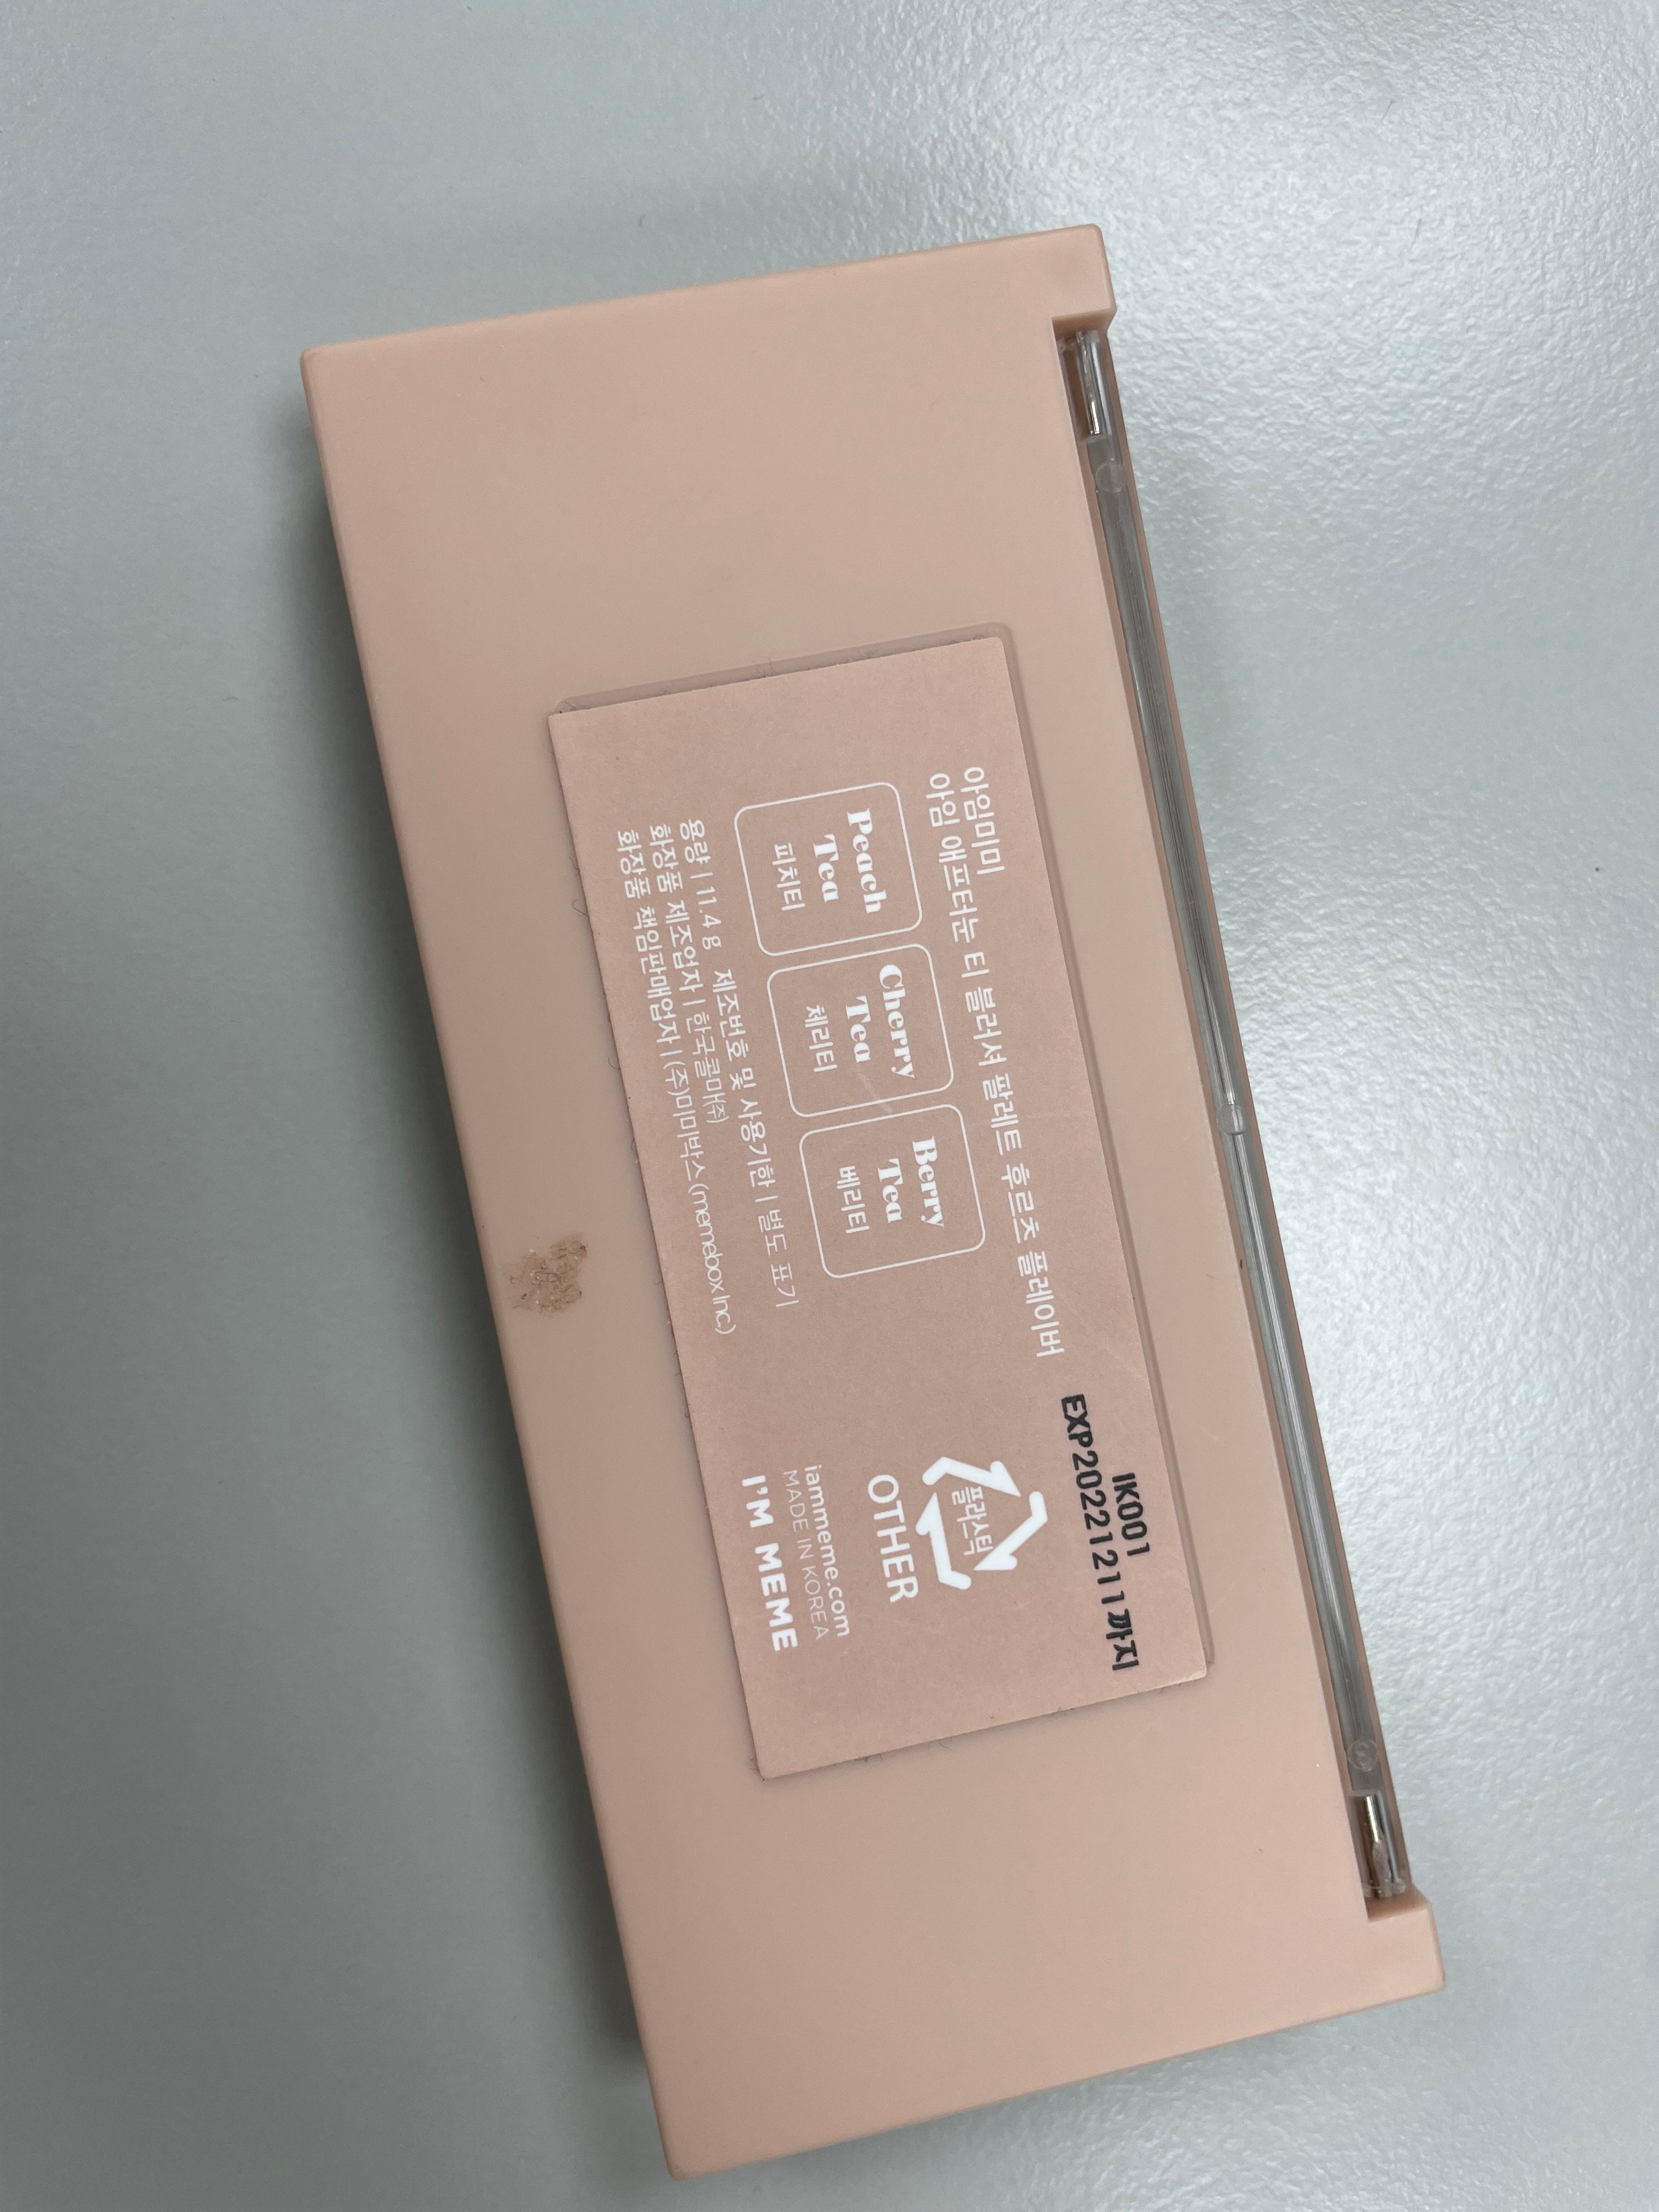 아임미미
아임 애프터눈 티 블러셔 팔레트 후르츠 플레이버
Peach
Tea
피치티
Cherry
Tea
체리티
Berry
Tea
베리티
용량 | 11.4 g 제조번호 및 사용기한 | 별도 표기
화장품 제조업자 | 한국콜마(주)
화장품 책임판매업자 | (주)미미박스 (memebox Inc.)
IK001
EXP20221211까지
플라스틱
OTHER
iammeme.com
MADE IN KOREA
I'M MEME